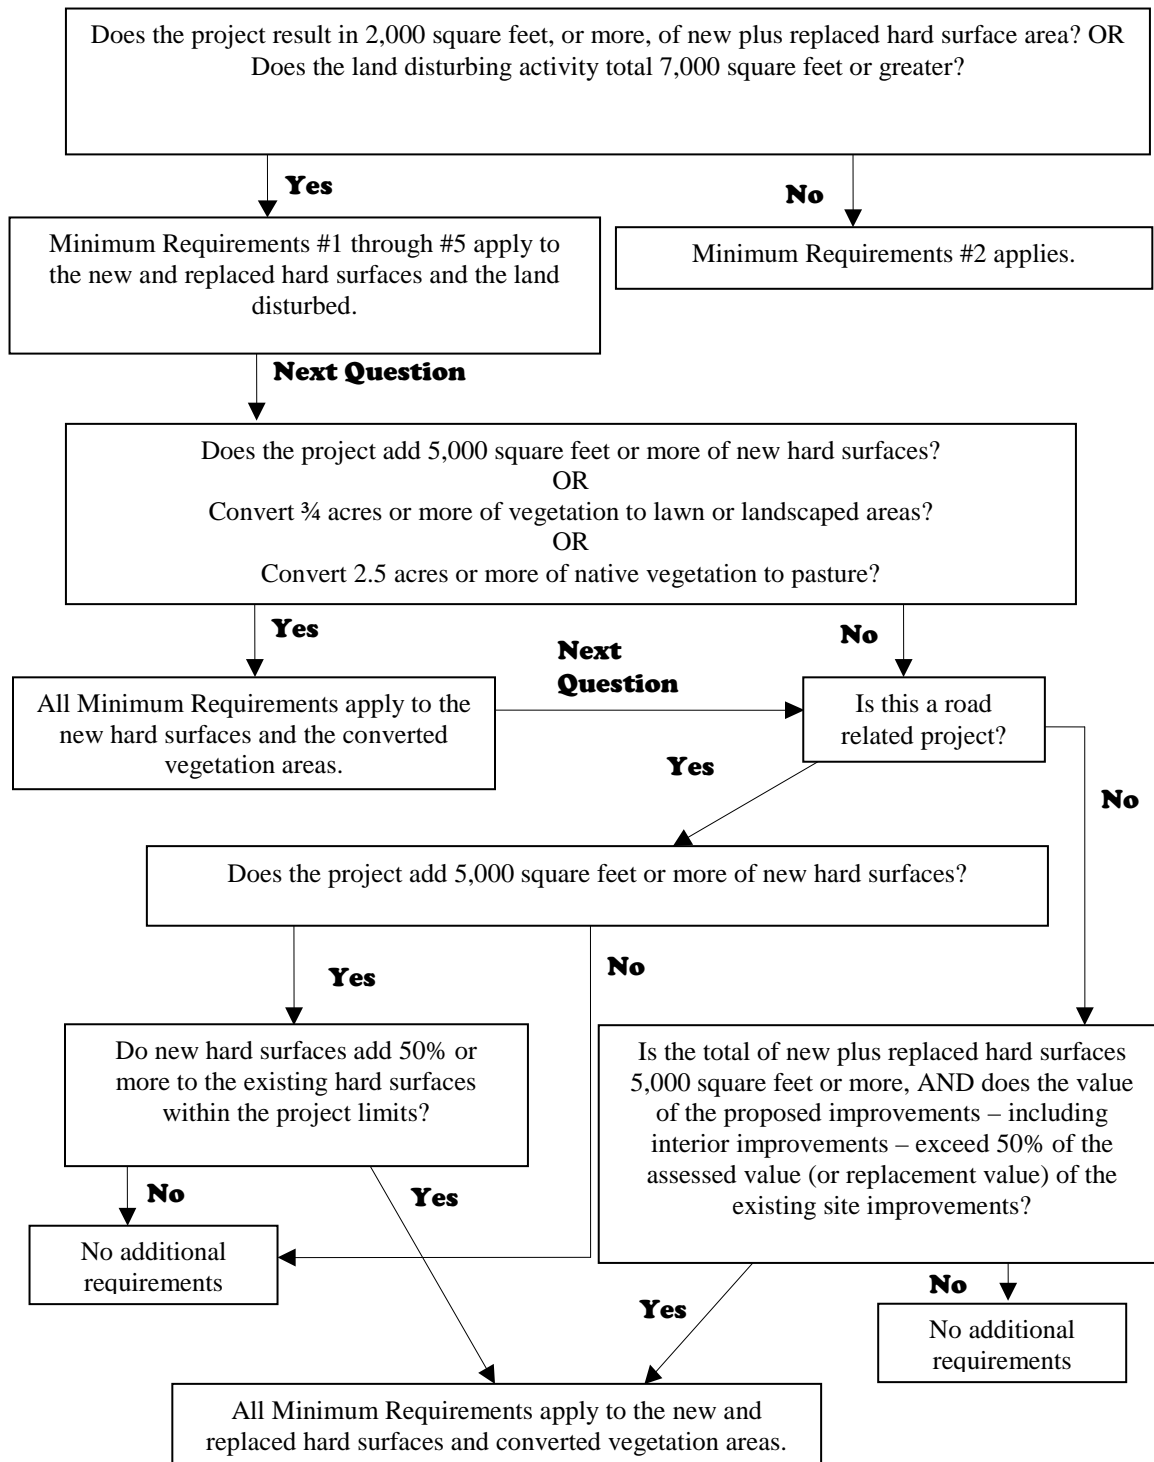 Does the project result in 2,000 square feet, or more, of new plus replaced hard surface area? OR
Does the land disturbing activity total 7,000 square feet or greater?
Yes
No
Minimum Requirements #1 through #5 apply to
the new and replaced hard surfaces and the land
disturbed.
Minimum Requirements #2 applies.
Next Question
Does the project add 5,000 square feet or more of new hard surfaces?
OR
Convert ¾ acres or more of vegetation to lawn or landscaped areas?
OR
Convert 2.5 acres or more of native vegetation to pasture?
Yes
No
Next
Question
All Minimum Requirements apply to the
new hard surfaces and the converted
vegetation areas.
Is this a road
related project?
Yes
No
Does the project add 5,000 square feet or more of new hard surfaces?
Yes
No
Do new hard surfaces add 50% or
more to the existing hard surfaces
within the project limits?
Is the total of new plus replaced hard surfaces
5,000 square feet or more, AND does the value
of the proposed improvements – including
interior improvements – exceed 50% of the
assessed value (or replacement value) of the
existing site improvements?
No
Yes
No additional
requirements
Yes
No
No additional
requirements
All Minimum Requirements apply to the new and
replaced hard surfaces and converted vegetation areas.